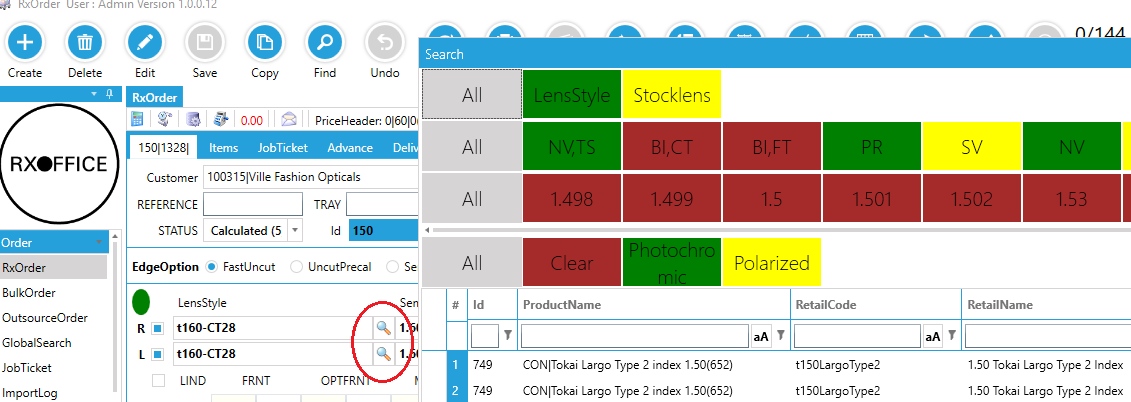 RxOrder User : Admin Version 1.0.0.12
Create
Delete
Edit
Save
Copy
Find
Undo
0/144
Search
All
LensStyle
Stocklens
All
NV,TS
BI,CT
BI,FT
PR
SV
NV
All
1.498
1.499
1.5
1.501
1.502
1.53
All
Clear
Photochromic
Polarized
# Id ProductName RetailCode RetailName
aA aA
1 749 CON|Tokai Largo Type 2 index 1.50(652) t150LargoType2 1.50 Tokai Largo Type 2 Index
2 749 CON|Tokai Largo Type 2 index 1.50(652) t150LargoType2 1.50 Tokai Largo Type 2 Index
RXOFFICE
Order
RxOrder
BulkOrder
OutsourceOrder
GlobalSearch
JobTicket
ImportLog
RxOrder
0.00 PriceHeader: 0|60|0
150|1328| Items JobTicket Advance Deliv
Customer 100315|Ville Fashion Opticals
REFERENCE TRAY
STATUS Calculated (5 Id 150
EdgeOption FastUncut UncutPrecal Se
LensStyle Sem
R t160-CT28 1.60
L t160-CT28 1.60
LIND FRNT OPTFRNT